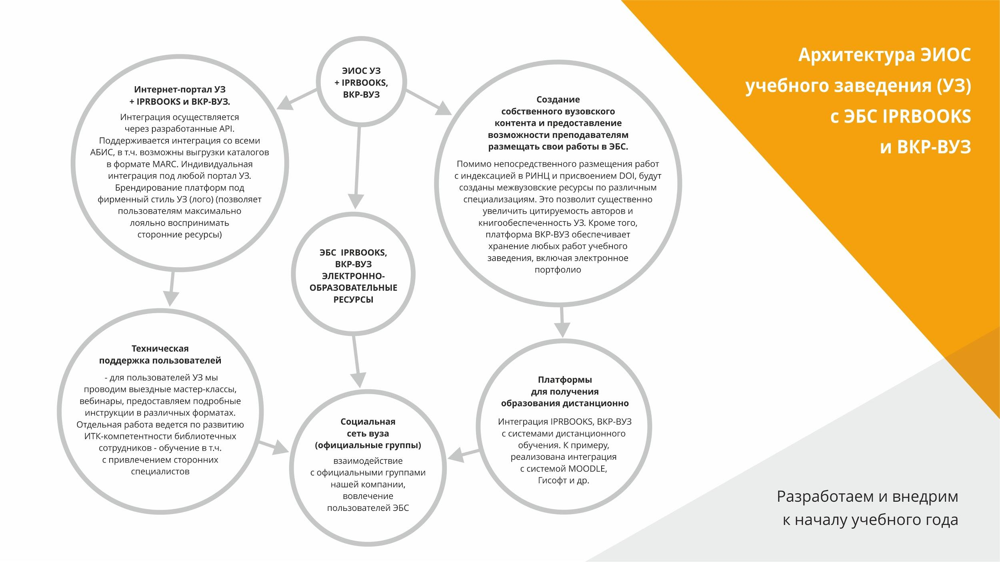 Архитектура ЭИОС
учебного заведения (УЗ)
с ЭБС IPRBOOKS
и ВКР-ВУЗ
ЭИОС УЗ
+ IPRBOOKS,
ВКР-ВУЗ
Интернет-портал УЗ
+ IPRBOOKS и ВКР-ВУЗ.
Интеграция осуществляется
через разработанные API.
Поддерживается интеграция со всеми
АБИС, в т.ч. возможны выгрузки каталогов
в формате MARC. Индивидуальная
интеграция под любой портал УЗ.
Брендирование платформ под
фирменный стиль УЗ (лого) (позволяет
пользователям максимально
лояльно воспринимать
сторонние ресурсы)
Создание
собственного вузовского
контента и предоставление
возможности преподавателям
размещать свои работы в ЭБС.
Помимо непосредственного размещения работ
с индексацией в РИНЦ и присвоением DOI, будут
созданы межвузовские ресурсы по различным
специализациям. Это позволит существенно
увеличить цитируемость авторов и
книгообеспеченность УЗ. Кроме того,
платформа ВКР-ВУЗ обеспечивает
хранение любых работ учебного
заведения, включая электронное
портфолио
ЭБС IPRBOOKS,
ВКР-ВУЗ
ЭЛЕКТРОННО-
ОБРАЗОВАТЕЛЬНЫЕ
РЕСУРСЫ
Техническая
поддержка пользователей
- для пользователей УЗ мы
проводим выездные мастер-классы,
вебинары, предоставляем подробные
инструкции в различных форматах.
Отдельная работа ведется по развитию
ИТК-компетентности библиотечных
сотрудников - обучение в т.ч.
с привлечением сторонних
специалистов
Социальная
сеть вуза
(официальные группы)
взаимодействие
с официальными группами
нашей компании,
вовлечение
пользователей ЭБС
Платформы
для получения
образования дистанционно
Интеграция IPRBOOKS, ВКР-ВУЗ
с системами дистанционного
обучения. К примеру,
реализована интеграция
с системой MOODLE,
Гисофт и др.
Разработаем и внедрим
к началу учебного года